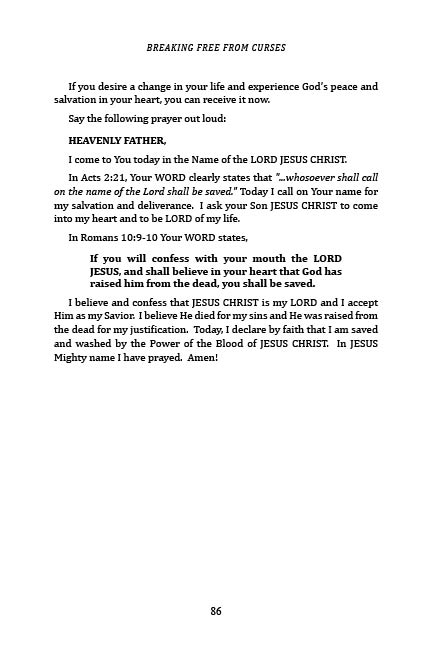 BREAKING FREE FROM CURSES
If you desire a change in your life and experience God's peace and
salvation in your heart, you can receive it now.
Say the following prayer out loud:
HEAVENLY FATHER,
I come to You today in the Name of the LORD JESUS CHRIST.
In Acts 2:21, Your WORD clearly states that "...whosoever shall call
on the name of the Lord shall be saved." Today I call on Your name for
my salvation and deliverance. I ask your Son JESUS CHRIST to come
into my heart and to be LORD of my life.
In Romans 10:9-10 Your WORD states,
If you will confess with your mouth the LORD
JESUS, and shall believe in your heart that God has
raised him from the dead, you shall be saved.
I believe and confess that JESUS CHRIST is my LORD and I accept
Him as my Savior. I believe He died for my sins and He was raised from
the dead for my justification. Today, I declare by faith that I am saved
and washed by the Power of the Blood of JESUS CHRIST. In JESUS
Mighty name I have prayed. Amen!
86